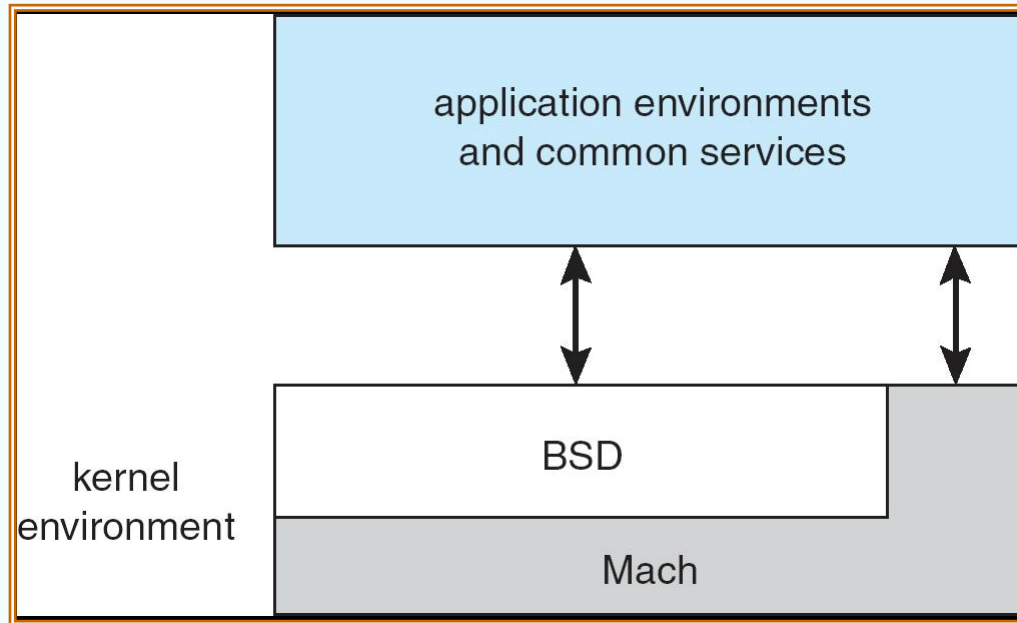 application environments
and common services
BSD
kernel
environment
Mach